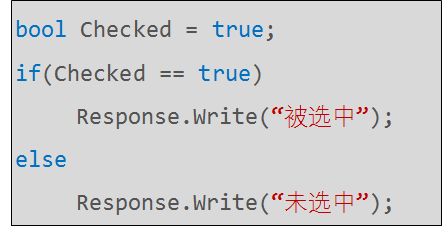 bool Checked = true;
if(Checked == true)
Response.Write(“被选中”);
else
Response.Write(“未选中”);